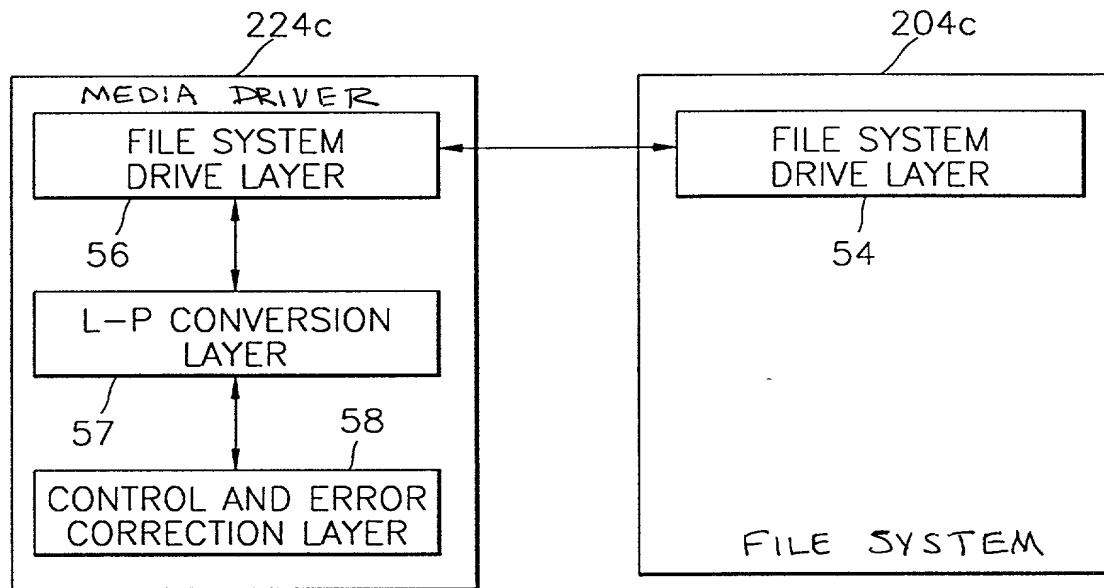 224c
MEDIA DRIVER
FILE SYSTEM
DRIVE LAYER
56
L-P CONVERSION
LAYER
57
58
CONTROL AND ERROR
CORRECTION LAYER
204c
FILE SYSTEM
DRIVE LAYER
54
FILE SYSTEM